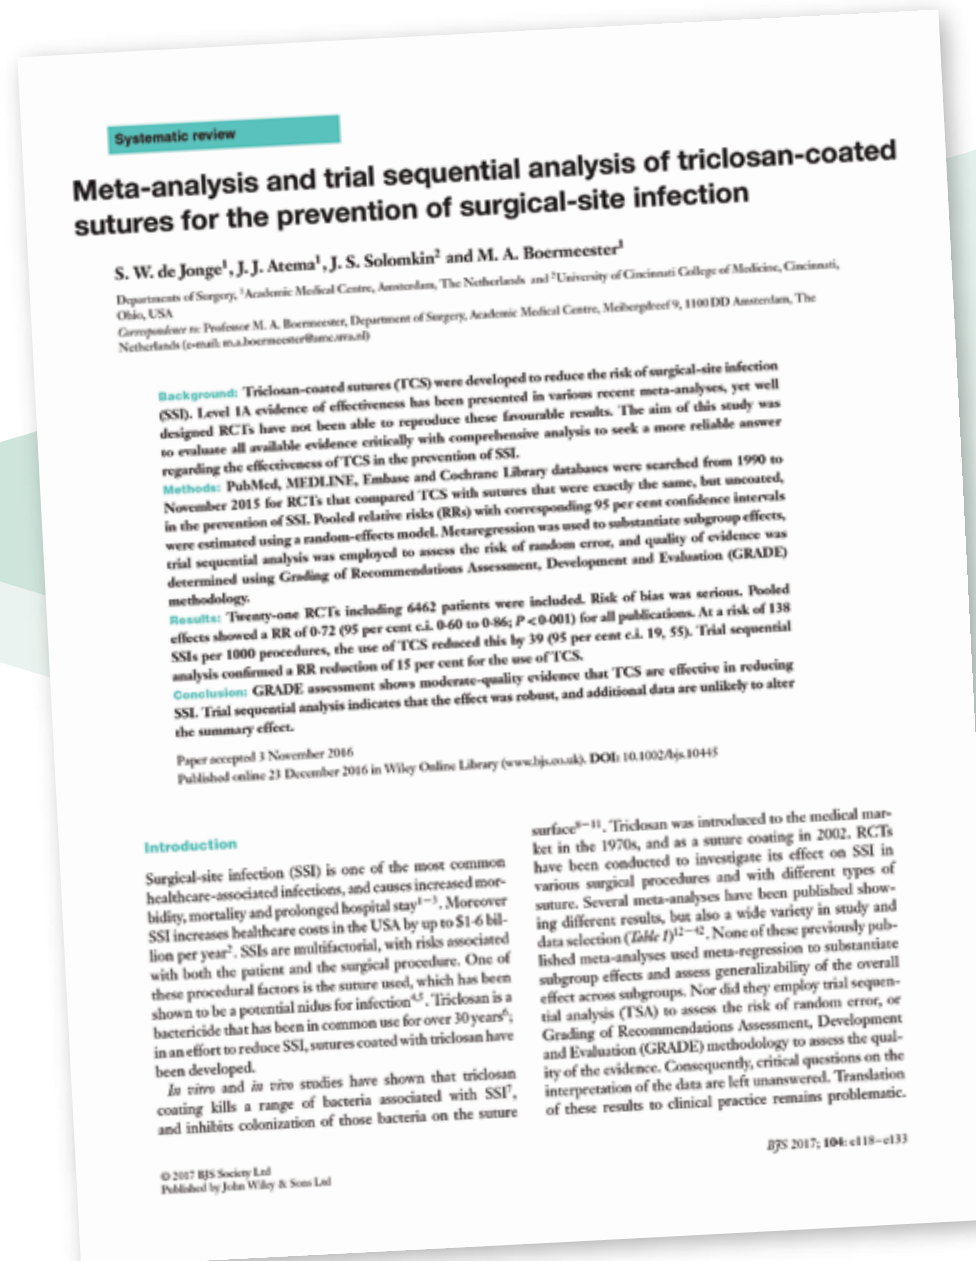 Systematic review
Meta-analysis and trial sequential analysis of triclosan-coated
sutures for the prevention of surgical-site infection
S. W. de Jonge¹, J. J. Atema¹, J. S. Solomkin² and M. A. Boermeester¹
Departments of Surgery, ¹Academic Medical Centre, Amsterdam, The Netherlands and ²University of Cincinnati College of Medicine, Cincinnati,
Ohio, USA
Correspondence to: Professor M. A. Boermeester, Department of Surgery, Academic Medical Centre, Meibergdreef 9, 1100 DD Amsterdam, The
Netherlands (e-mail: m.a.boermeester@amc.uva.nl)
Background: Triclosan-coated sutures (TCS) were developed to reduce the risk of surgical-site infection
(SSI). Level 1A evidence of effectiveness has been presented in various recent meta-analyses, yet well
designed RCTs have not been able to reproduce these favourable results. The aim of this study was
to evaluate all available evidence critically with comprehensive analysis to seek a more reliable answer
regarding the effectiveness of TCS in the prevention of SSI.
Methods: PubMed, MEDLINE, Embase and Cochrane Library databases were searched from 1990 to
November 2015 for RCTs that compared TCS with sutures that were exactly the same, but uncoated,
in the prevention of SSI. Pooled relative risks (RRs) with corresponding 95 per cent confidence intervals
were estimated using a random-effects model. Metaregression was used to substantiate subgroup effects,
trial sequential analysis was employed to assess the risk of random error, and quality of evidence was
determined using Grading of Recommendations Assessment, Development and Evaluation (GRADE)
methodology.
Results: Twenty-one RCTs including 6462 patients were included. Risk of bias was serious. Pooled
effects showed a RR of 0·72 (95 per cent c.i. 0·60 to 0·86; P < 0·001) for all publications. At a risk of 138
SSIs per 1000 procedures, the use of TCS reduced this by 39 (95 per cent c.i. 19, 55). Trial sequential
analysis confirmed a RR reduction of 15 per cent for the use of TCS.
Conclusion: GRADE assessment shows moderate-quality evidence that TCS are effective in reducing
SSI. Trial sequential analysis indicates that the effect was robust, and additional data are unlikely to alter
the summary effect.
Paper accepted 3 November 2016
Published online 23 December 2016 in Wiley Online Library (www.bjs.co.uk). DOI: 10.1002/bjs.10445
Introduction
Surgical-site infection (SSI) is one of the most common
healthcare-associated infections, and causes increased mor-
bidity, mortality and prolonged hospital stay¹⁻³. Moreover
SSI increases healthcare costs in the USA by up to $1·6 bil-
lion per year². SSIs are multifactorial, with risks associated
with both the patient and the surgical procedure. One of
these procedural factors is the suture used, which has been
shown to be a potential nidus for infection⁴,⁵. Triclosan is a
bactericide that has been in common use for over 30 years⁶;
in an effort to reduce SSI, sutures coated with triclosan have
been developed.
In vitro and in vivo studies have shown that triclosan
coating kills a range of bacteria associated with SSI⁷,
and inhibits colonization of those bacteria on the suture
surface⁸⁻¹¹. Triclosan was introduced to the medical mar-
ket in the 1970s, and as a suture coating in 2002. RCTs
have been conducted to investigate its effect on SSI in
various surgical procedures and with different types of
suture. Several meta-analyses have been published show-
ing different results, but also a wide variety in study and
data selection (Table 1)¹²⁻⁴². None of these previously pub-
lished meta-analyses used meta-regression to substantiate
subgroup effects and assess generalizability of the overall
effect across subgroups. Nor did they employ trial sequen-
tial analysis (TSA) to assess the risk of random error, or
Grading of Recommendations Assessment, Development
and Evaluation (GRADE) methodology to assess the qual-
ity of the evidence. Consequently, critical questions on the
interpretation of the data are left unanswered. Translation
of these results to clinical practice remains problematic.
© 2017 BJS Society Ltd
Published by John Wiley & Sons Ltd
BJS 2017; 104: e118–e133